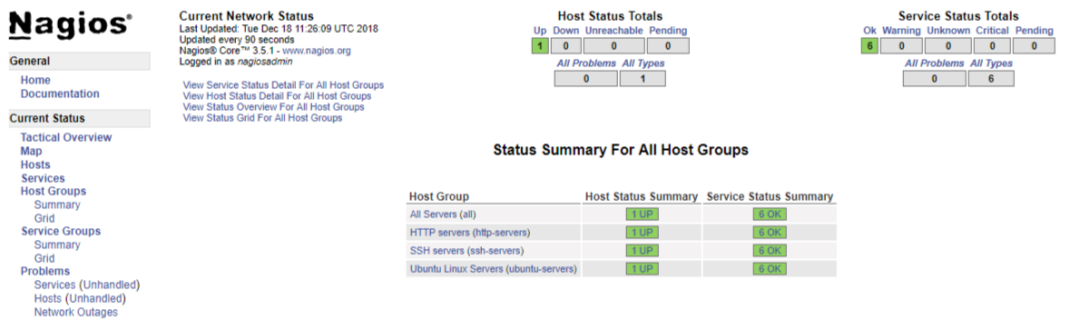 Nagios®
General
Home
Documentation
Current Status
Tactical Overview
Map
Hosts
Services
Host Groups
Summary
Grid
Service Groups
Summary
Grid
Problems
Services (Unhandled)
Hosts (Unhandled)
Network Outages
Current Network Status
Last Updated: Tue Dec 18 11:26:09 UTC 2018
Updated every 90 seconds
Nagios® Core™ 3.5.1 - www.nagios.org
Logged in as nagiosadmin
View Service Status Detail For All Host Groups
View Host Status Detail For All Host Groups
View Status Overview For All Host Groups
View Status Grid For All Host Groups
Host Status Totals
Up Down Unreachable Pending
1 0 0 0
All Problems All Types
0 1
Service Status Totals
Ok Warning Unknown Critical Pending
6 0 0 0 0
All Problems All Types
0 6
Status Summary For All Host Groups
Host Group Host Status Summary Service Status Summary
All Servers (all) 1 UP 6 OK
HTTP servers (http-servers) 1 UP 6 OK
SSH servers (ssh-servers) 1 UP 6 OK
Ubuntu Linux Servers (ubuntu-servers) 1 UP 6 OK